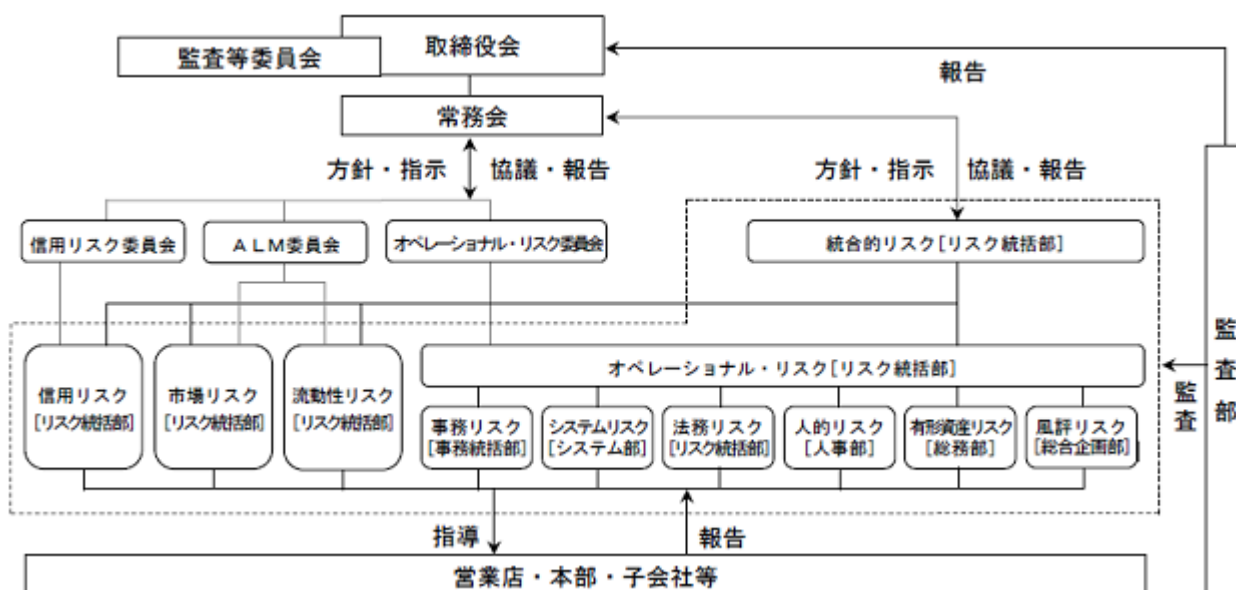 取締役会
監査等委員会
報告
常務会
方針・指示 協議・報告
方針・指示 協議・報告
信用リスク委員会
ALM委員会
オペレーショナル・リスク委員会
統合的リスク[リスク統括部]
信用リスク
[リスク統括部]
市場リスク
[リスク統括部]
流動性リスク
[リスク統括部]
オペレーショナル・リスク[リスク統括部]
事務リスク
[事務統括部]
システムリスク
[システム部]
法務リスク
[リスク統括部]
人的リスク
[人事部]
有形資産リスク
[総務部]
風評リスク
[総合企画部]
監査
監査部
指導
報告
営業店・本部・子会社等